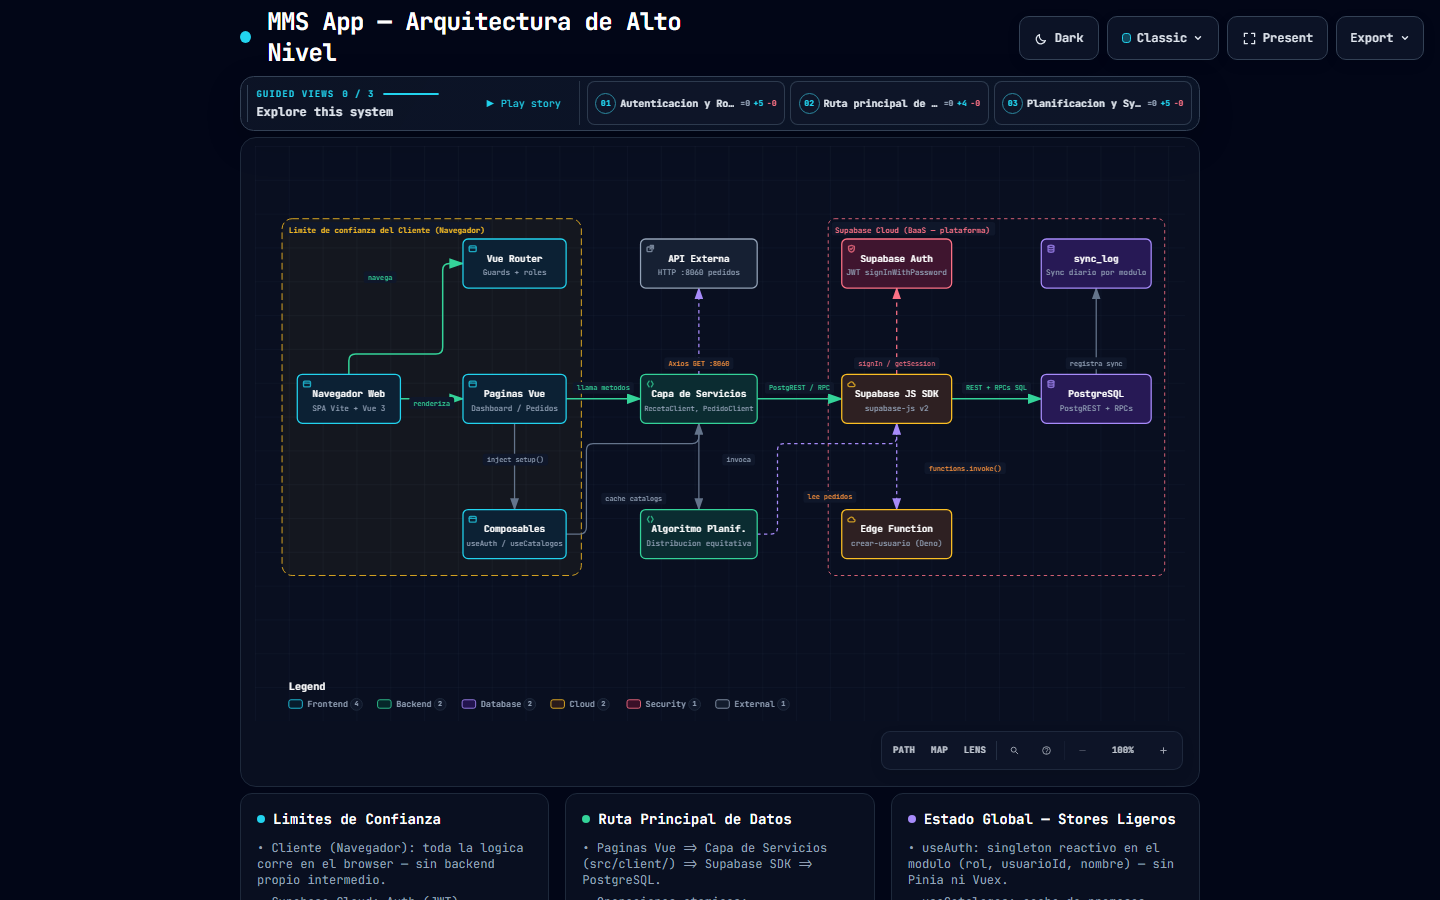 MMS App — Arquitectura de Alto
Nivel
Dark
Classic
Present
Export
GUIDED VIEWS 0 / 3
Explore this system
Play story
01 Autenticacion y Ro… =0 +5 -0
02 Ruta principal de … =0 +4 -0
03 Planificacion y Sy… =0 +5 -0
Limite de confianza del Cliente (Navegador)
Supabase Cloud (BaaS — plataforma)
Vue Router
Guards + roles
API Externa
HTTP :8060 pedidos
Supabase Auth
JWT signInWithPassword
sync_log
Sync diario por modulo
navega
Axios GET :8060
signIn / getSession
registra sync
Navegador Web
SPA Vite + Vue 3
renderiza
Paginas Vue
Dashboard / Pedidos
llama metodos
Capa de Servicios
RecetaClient, PedidoClient
PostgREST / RPC
Supabase JS SDK
supabase-js v2
REST + RPCs SQL
PostgreSQL
PostgREST + RPCs
inject setup()
invoca
functions.invoke()
cache catalogs
lee pedidos
Composables
useAuth / useCatalogos
Algoritmo Planif.
Distribucion equitativa
Edge Function
crear-usuario (Deno)
Legend
Frontend 4
Backend 2
Database 2
Cloud 2
Security 1
External 1
PATH MAP LENS − 100% +
Limites de Confianza
• Cliente (Navegador): toda la logica
corre en el browser — sin backend
propio intermedio.
• Supabase Cloud: Auth (JWT)
Ruta Principal de Datos
• Paginas Vue => Capa de Servicios
(src/client/) => Supabase SDK =>
PostgreSQL.
• Operaciones atomicas:
Estado Global — Stores Ligeros
• useAuth: singleton reactivo en el
modulo (rol, usuarioId, nombre) — sin
Pinia ni Vuex.